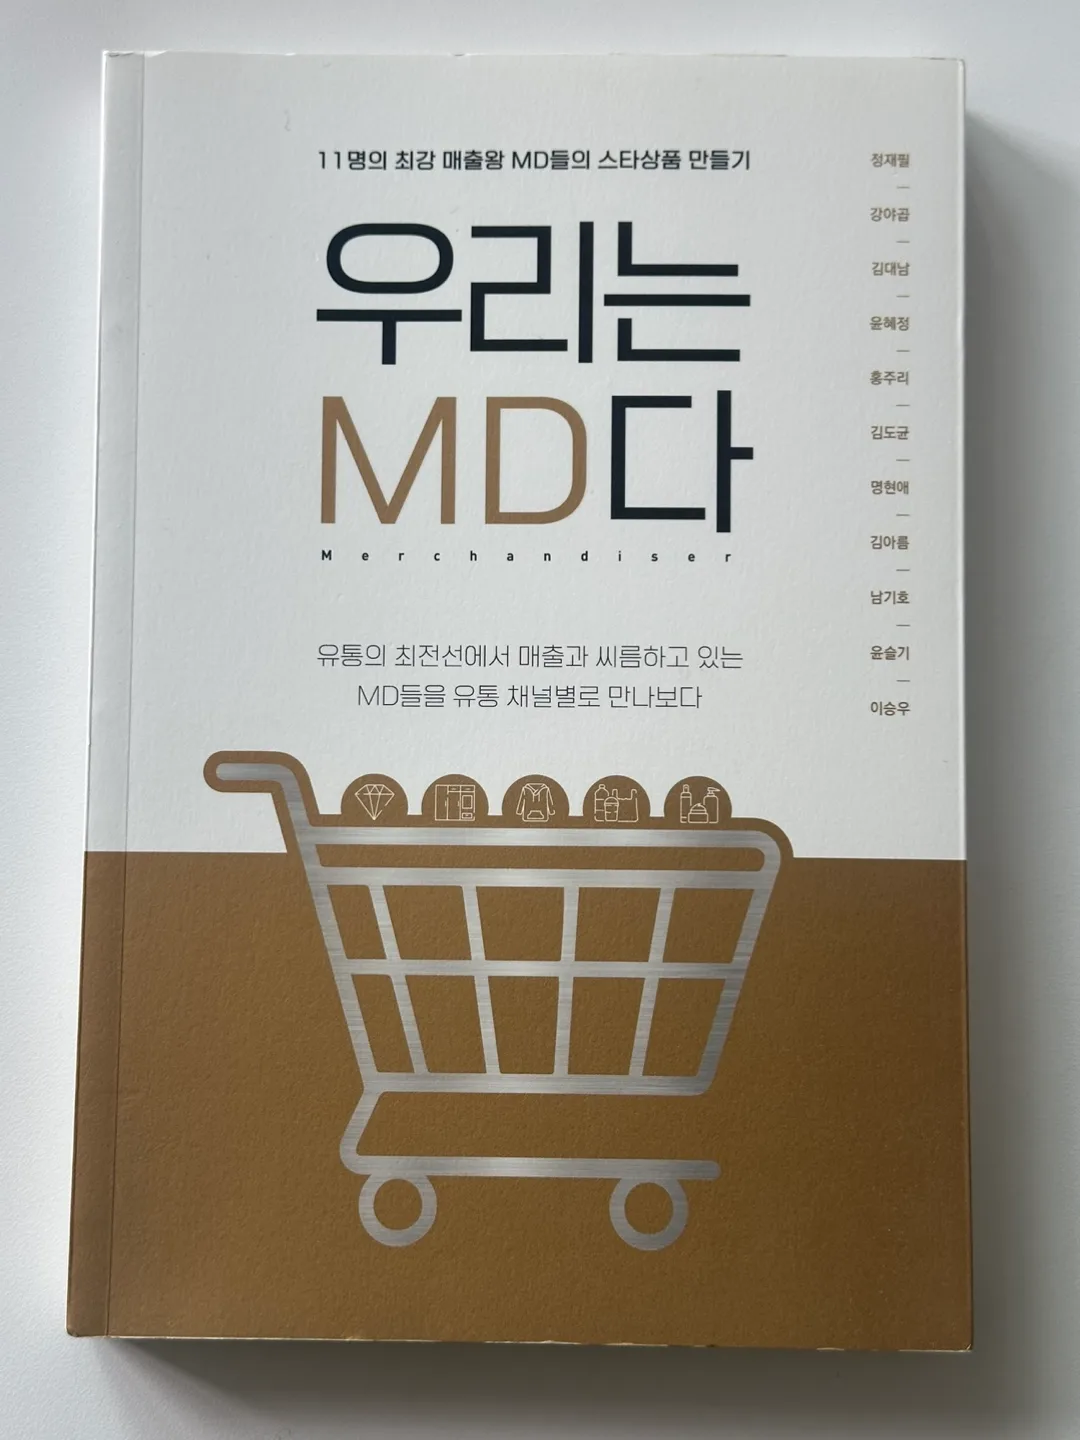 11명의 최강 매출왕 MD들의 스타상품 만들기
우리는
MD다
Merchandiser
유통의 최전선에서 매출과 씨름하고 있는
MD들을 유통 채널별로 만나보다
정재필
강야곱
김대남
윤혜정
홍주리
김도균
명현애
김아름
남기호
윤슬기
이승우